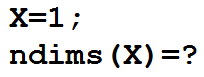 X=1;
ndims(X)=?